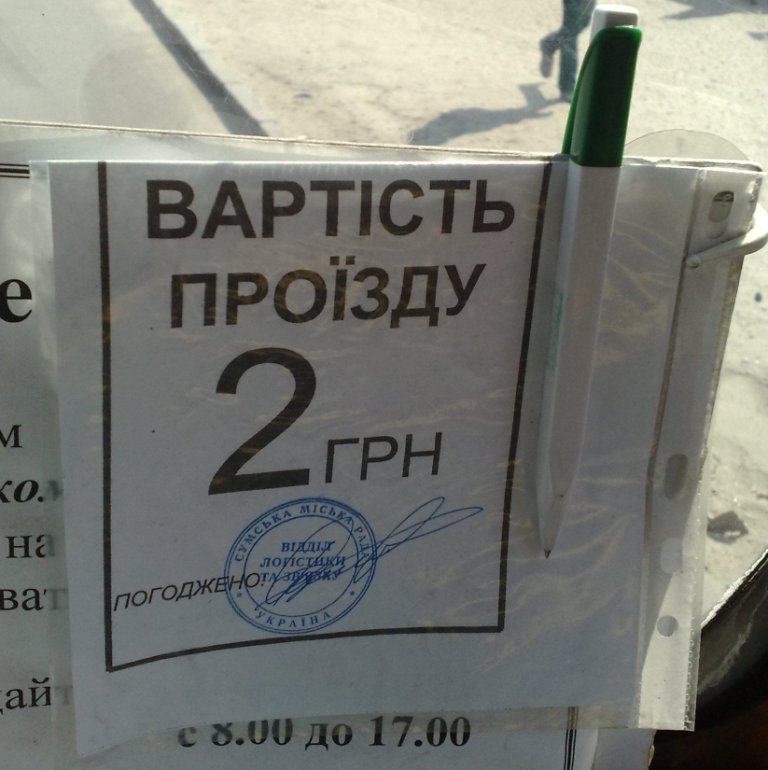 ВАРТІСТЬ
ПРОЇЗДУ
2 ГРН
ПОГОДЖЕНО:
СУМСЬКА МІСЬКА РАДА
ВІДДІЛ
ЛОГІСТИКИ
ТА ЗВ'ЯЗКУ
* УКРАЇНА *
с 8.00 до 17.00